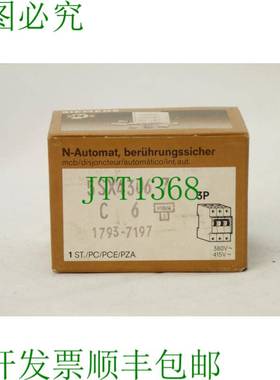 图必究
SIEMENS
N-Automat, berührungssicher
mcb/disjoncteur/automático/int.aut.
JTT1368
3P
C 6
1793-7197
380V~
415V~
1 ST./PC/PCE/PZA
开发票顺丰包邮